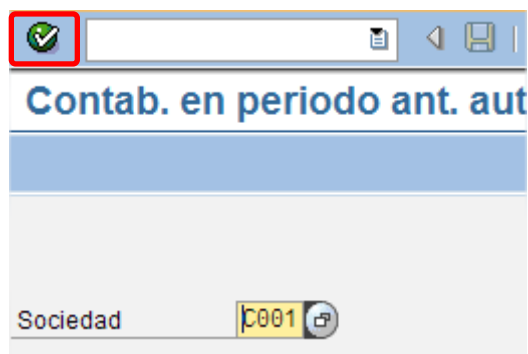 Contab. en periodo ant. aut
Sociedad C001